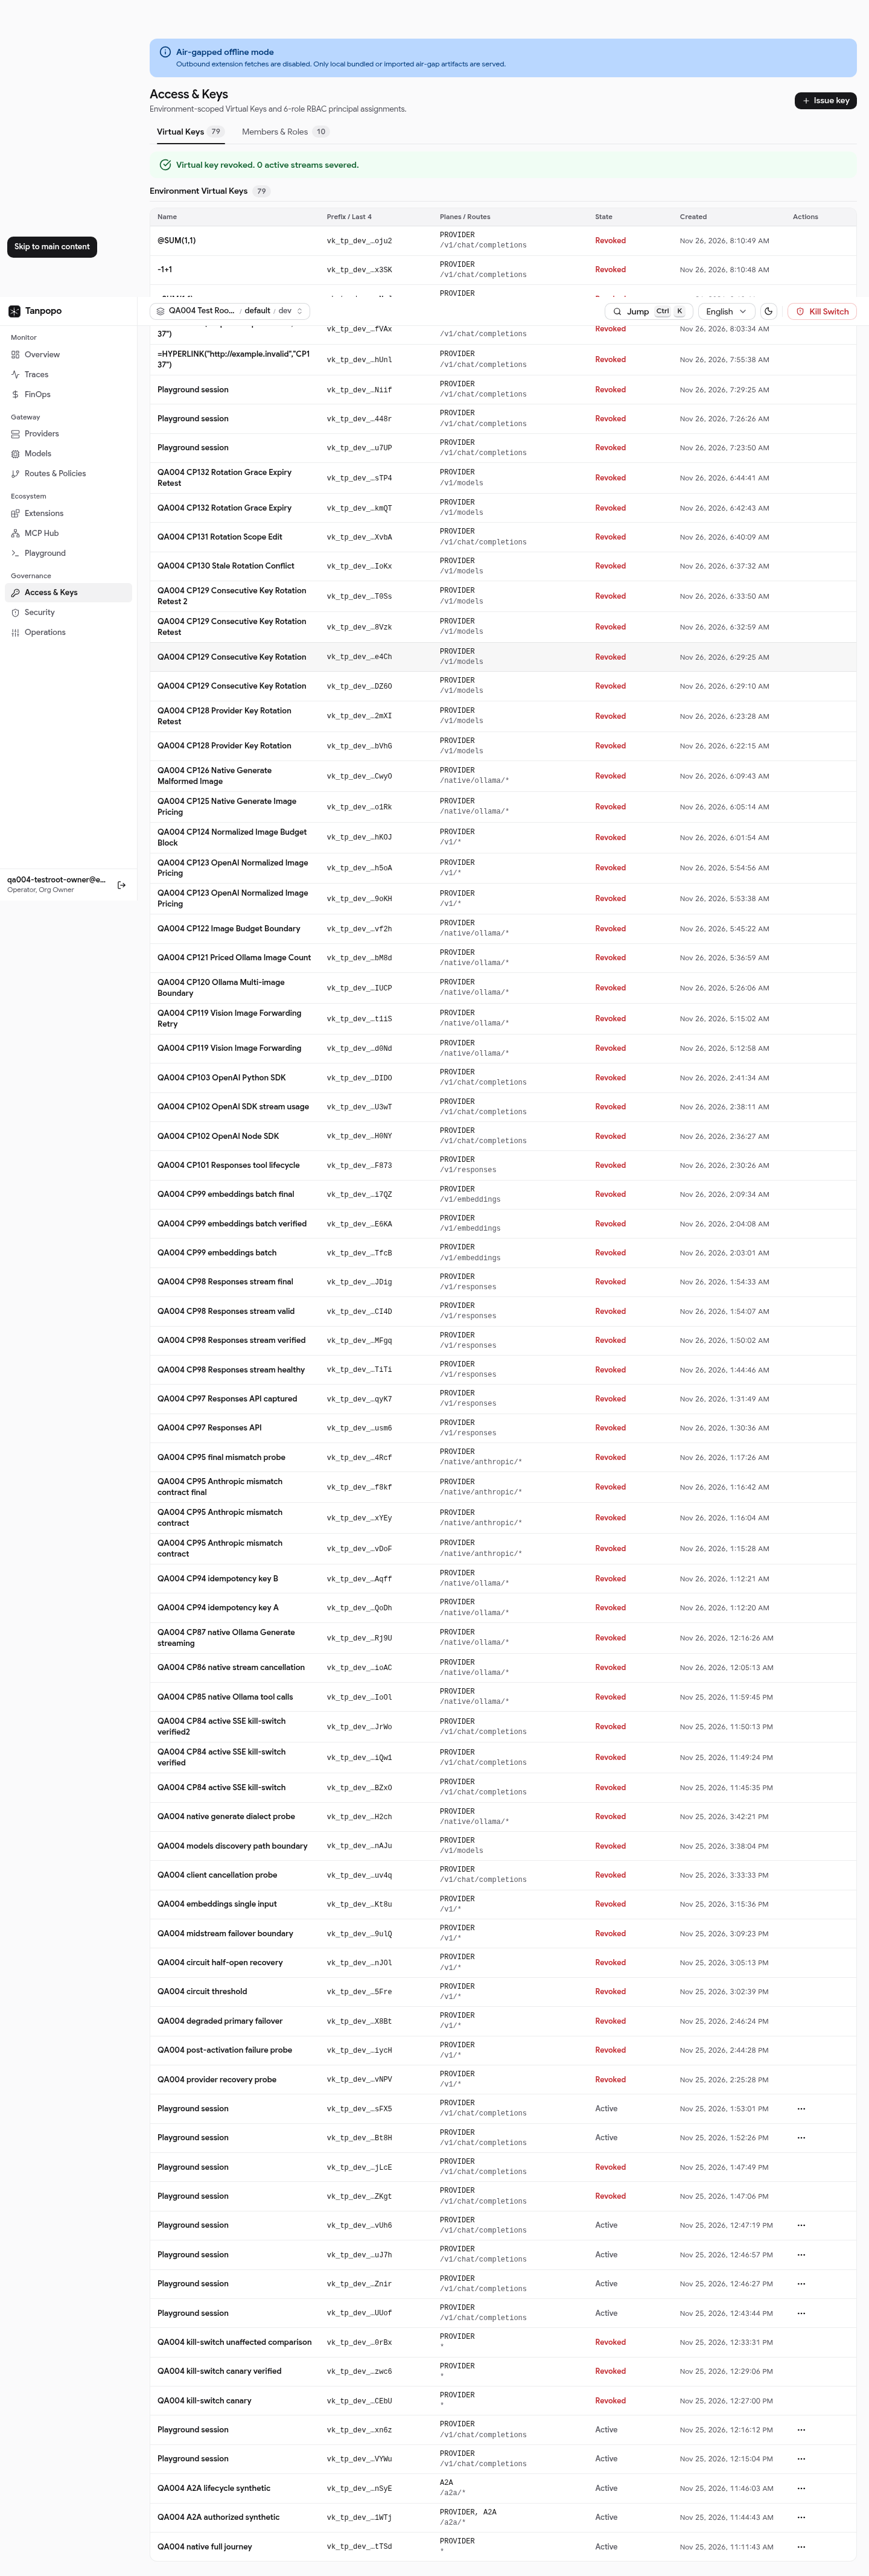 Air-gapped offline mode
Outbound extension fetches are disabled. Only local bundled or imported air-gap artifacts are served.
Access & Keys
Environment-scoped Virtual Keys and 6-role RBAC principal assignments.
Issue key
Virtual Keys 79 Members & Roles 10
Virtual key revoked. 0 active streams severed.
Environment Virtual Keys 79
Skip to main content
Tanpopo
Monitor
Overview
Traces
FinOps
Gateway
Providers
Models
Routes & Policies
Ecosystem
Extensions
MCP Hub
Playground
Governance
Access & Keys
Security
Operations
qa004-testroot-owner@e...
Operator, Org Owner
QA004 Test Roo... / default / dev
Jump Ctrl K
English
Kill Switch
Name Prefix / Last 4 Planes / Routes State Created Actions
PROVIDER
@SUM(1,1) vk_tp_dev_…oju2 Revoked Nov 26, 2026, 8:10:49 AM
/v1/chat/completions
PROVIDER
-1+1 vk_tp_dev_…x3SK Revoked Nov 26, 2026, 8:10:48 AM
/v1/chat/completions
PROVIDER
37") vk_tp_dev_…fVAx Revoked Nov 26, 2026, 8:03:34 AM
/v1/chat/completions
PROVIDER
=HYPERLINK("http://example.invalid","CP1
37") vk_tp_dev_…hUnl Revoked Nov 26, 2026, 7:55:38 AM
/v1/chat/completions
PROVIDER
Playground session vk_tp_dev_…Niif Revoked Nov 26, 2026, 7:29:25 AM
/v1/chat/completions
PROVIDER
Playground session vk_tp_dev_…448r Revoked Nov 26, 2026, 7:26:26 AM
/v1/chat/completions
PROVIDER
Playground session vk_tp_dev_…u7UP Revoked Nov 26, 2026, 7:23:50 AM
/v1/chat/completions
QA004 CP132 Rotation Grace Expiry PROVIDER
Retest vk_tp_dev_…sTP4 Revoked Nov 26, 2026, 6:44:41 AM
/v1/models
PROVIDER
QA004 CP132 Rotation Grace Expiry vk_tp_dev_…kmQT Revoked Nov 26, 2026, 6:42:43 AM
/v1/models
PROVIDER
QA004 CP131 Rotation Scope Edit vk_tp_dev_…XvbA Revoked Nov 26, 2026, 6:40:09 AM
/v1/chat/completions
PROVIDER
QA004 CP130 Stale Rotation Conflict vk_tp_dev_…IoKx Revoked Nov 26, 2026, 6:37:32 AM
/v1/models
QA004 CP129 Consecutive Key Rotation PROVIDER
Retest 2 vk_tp_dev_…T0Ss Revoked Nov 26, 2026, 6:33:50 AM
/v1/models
QA004 CP129 Consecutive Key Rotation PROVIDER
Retest vk_tp_dev_…8Vzk Revoked Nov 26, 2026, 6:32:59 AM
/v1/models
PROVIDER
QA004 CP129 Consecutive Key Rotation vk_tp_dev_…e4Ch Revoked Nov 26, 2026, 6:29:25 AM
/v1/models
PROVIDER
QA004 CP129 Consecutive Key Rotation vk_tp_dev_…DZ6O Revoked Nov 26, 2026, 6:29:10 AM
/v1/models
QA004 CP128 Provider Key Rotation PROVIDER
Retest vk_tp_dev_…2mXI Revoked Nov 26, 2026, 6:23:28 AM
/v1/models
PROVIDER
QA004 CP128 Provider Key Rotation vk_tp_dev_…bVhG Revoked Nov 26, 2026, 6:22:15 AM
/v1/models
QA004 CP126 Native Generate PROVIDER
Malformed Image vk_tp_dev_…CwyO Revoked Nov 26, 2026, 6:09:43 AM
/native/ollama/*
QA004 CP125 Native Generate Image PROVIDER
Pricing vk_tp_dev_…o1Rk Revoked Nov 26, 2026, 6:05:14 AM
/native/ollama/*
QA004 CP124 Normalized Image Budget PROVIDER
Block vk_tp_dev_…hKOJ Revoked Nov 26, 2026, 6:01:54 AM
/v1/*
QA004 CP123 OpenAI Normalized Image PROVIDER
Pricing vk_tp_dev_…h5oA Revoked Nov 26, 2026, 5:54:56 AM
/v1/*
QA004 CP123 OpenAI Normalized Image PROVIDER
Pricing vk_tp_dev_…9oKH Revoked Nov 26, 2026, 5:53:38 AM
/v1/*
PROVIDER
QA004 CP122 Image Budget Boundary vk_tp_dev_…vf2h Revoked Nov 26, 2026, 5:45:22 AM
/native/ollama/*
PROVIDER
QA004 CP121 Priced Ollama Image Count vk_tp_dev_…bM8d Revoked Nov 26, 2026, 5:36:59 AM
/native/ollama/*
QA004 CP120 Ollama Multi-image PROVIDER
Boundary vk_tp_dev_…IUCP Revoked Nov 26, 2026, 5:26:06 AM
/native/ollama/*
QA004 CP119 Vision Image Forwarding PROVIDER
Retry vk_tp_dev_…t1iS Revoked Nov 26, 2026, 5:15:02 AM
/native/ollama/*
PROVIDER
QA004 CP119 Vision Image Forwarding vk_tp_dev_…d0Nd Revoked Nov 26, 2026, 5:12:58 AM
/native/ollama/*
PROVIDER
QA004 CP103 OpenAI Python SDK vk_tp_dev_…DIDO Revoked Nov 26, 2026, 2:41:34 AM
/v1/chat/completions
PROVIDER
QA004 CP102 OpenAI SDK stream usage vk_tp_dev_…U3wT Revoked Nov 26, 2026, 2:38:11 AM
/v1/chat/completions
PROVIDER
QA004 CP102 OpenAI Node SDK vk_tp_dev_…H0NY Revoked Nov 26, 2026, 2:36:27 AM
/v1/chat/completions
PROVIDER
QA004 CP101 Responses tool lifecycle vk_tp_dev_…F873 Revoked Nov 26, 2026, 2:30:26 AM
/v1/responses
PROVIDER
QA004 CP99 embeddings batch final vk_tp_dev_…i7QZ Revoked Nov 26, 2026, 2:09:34 AM
/v1/embeddings
PROVIDER
QA004 CP99 embeddings batch verified vk_tp_dev_…E6KA Revoked Nov 26, 2026, 2:04:08 AM
/v1/embeddings
PROVIDER
QA004 CP99 embeddings batch vk_tp_dev_…TfcB Revoked Nov 26, 2026, 2:03:01 AM
/v1/embeddings
PROVIDER
QA004 CP98 Responses stream final vk_tp_dev_…JDig Revoked Nov 26, 2026, 1:54:33 AM
/v1/responses
PROVIDER
QA004 CP98 Responses stream valid vk_tp_dev_…CI4D Revoked Nov 26, 2026, 1:54:07 AM
/v1/responses
PROVIDER
QA004 CP98 Responses stream verified vk_tp_dev_…MFgq Revoked Nov 26, 2026, 1:50:02 AM
/v1/responses
PROVIDER
QA004 CP98 Responses stream healthy vk_tp_dev_…TiTi Revoked Nov 26, 2026, 1:44:46 AM
/v1/responses
PROVIDER
QA004 CP97 Responses API captured vk_tp_dev_…qyK7 Revoked Nov 26, 2026, 1:31:49 AM
/v1/responses
PROVIDER
QA004 CP97 Responses API vk_tp_dev_…usm6 Revoked Nov 26, 2026, 1:30:36 AM
/v1/responses
PROVIDER
QA004 CP95 final mismatch probe vk_tp_dev_…4Rcf Revoked Nov 26, 2026, 1:17:26 AM
/native/anthropic/*
QA004 CP95 Anthropic mismatch PROVIDER
contract final vk_tp_dev_…f8kf Revoked Nov 26, 2026, 1:16:42 AM
/native/anthropic/*
QA004 CP95 Anthropic mismatch PROVIDER
contract vk_tp_dev_…xYEy Revoked Nov 26, 2026, 1:16:04 AM
/native/anthropic/*
QA004 CP95 Anthropic mismatch PROVIDER
contract vk_tp_dev_…vDoF Revoked Nov 26, 2026, 1:15:28 AM
/native/anthropic/*
PROVIDER
QA004 CP94 idempotency key B vk_tp_dev_…Aqff Revoked Nov 26, 2026, 1:12:21 AM
/native/ollama/*
PROVIDER
QA004 CP94 idempotency key A vk_tp_dev_…QoDh Revoked Nov 26, 2026, 1:12:20 AM
/native/ollama/*
QA004 CP87 native Ollama Generate PROVIDER
streaming vk_tp_dev_…Rj9U Revoked Nov 26, 2026, 12:16:26 AM
/native/ollama/*
PROVIDER
QA004 CP86 native stream cancellation vk_tp_dev_…ioAC Revoked Nov 26, 2026, 12:05:13 AM
/native/ollama/*
PROVIDER
QA004 CP85 native Ollama tool calls vk_tp_dev_…IoOl Revoked Nov 25, 2026, 11:59:45 PM
/native/ollama/*
QA004 CP84 active SSE kill-switch PROVIDER
verified2 vk_tp_dev_…JrWo Revoked Nov 25, 2026, 11:50:13 PM
/v1/chat/completions
QA004 CP84 active SSE kill-switch PROVIDER
verified vk_tp_dev_…iQw1 Revoked Nov 25, 2026, 11:49:24 PM
/v1/chat/completions
PROVIDER
QA004 CP84 active SSE kill-switch vk_tp_dev_…BZxO Revoked Nov 25, 2026, 11:45:35 PM
/v1/chat/completions
PROVIDER
QA004 native generate dialect probe vk_tp_dev_…H2ch Revoked Nov 25, 2026, 3:42:21 PM
/native/ollama/*
PROVIDER
QA004 models discovery path boundary vk_tp_dev_…nAJu Revoked Nov 25, 2026, 3:38:04 PM
/v1/models
PROVIDER
QA004 client cancellation probe vk_tp_dev_…uv4q Revoked Nov 25, 2026, 3:33:33 PM
/v1/chat/completions
PROVIDER
QA004 embeddings single input vk_tp_dev_…Kt8u Revoked Nov 25, 2026, 3:15:36 PM
/v1/*
PROVIDER
QA004 midstream failover boundary vk_tp_dev_…9ulQ Revoked Nov 25, 2026, 3:09:23 PM
/v1/*
PROVIDER
QA004 circuit half-open recovery vk_tp_dev_…nJOl Revoked Nov 25, 2026, 3:05:13 PM
/v1/*
PROVIDER
QA004 circuit threshold vk_tp_dev_…5Fre Revoked Nov 25, 2026, 3:02:39 PM
/v1/*
PROVIDER
QA004 degraded primary failover vk_tp_dev_…X8Bt Revoked Nov 25, 2026, 2:46:24 PM
/v1/*
PROVIDER
QA004 post-activation failure probe vk_tp_dev_…iycH Revoked Nov 25, 2026, 2:44:28 PM
/v1/*
PROVIDER
QA004 provider recovery probe vk_tp_dev_…vNPV Revoked Nov 25, 2026, 2:25:28 PM
/v1/*
PROVIDER
Playground session vk_tp_dev_…sFX5 Active Nov 25, 2026, 1:53:01 PM
/v1/chat/completions
PROVIDER
Playground session vk_tp_dev_…Bt8H Active Nov 25, 2026, 1:52:26 PM
/v1/chat/completions
PROVIDER
Playground session vk_tp_dev_…jLcE Revoked Nov 25, 2026, 1:47:49 PM
/v1/chat/completions
PROVIDER
Playground session vk_tp_dev_…ZKgt Revoked Nov 25, 2026, 1:47:06 PM
/v1/chat/completions
PROVIDER
Playground session vk_tp_dev_…vUh6 Active Nov 25, 2026, 12:47:19 PM
/v1/chat/completions
PROVIDER
Playground session vk_tp_dev_…uJ7h Active Nov 25, 2026, 12:46:57 PM
/v1/chat/completions
PROVIDER
Playground session vk_tp_dev_…Znir Active Nov 25, 2026, 12:46:27 PM
/v1/chat/completions
PROVIDER
Playground session vk_tp_dev_…UUof Active Nov 25, 2026, 12:43:44 PM
/v1/chat/completions
PROVIDER
QA004 kill-switch unaffected comparison vk_tp_dev_…0rBx Revoked Nov 25, 2026, 12:33:31 PM
*
PROVIDER
QA004 kill-switch canary verified vk_tp_dev_…zwc6 Revoked Nov 25, 2026, 12:29:06 PM
*
PROVIDER
QA004 kill-switch canary vk_tp_dev_…CEbU Revoked Nov 25, 2026, 12:27:00 PM
*
PROVIDER
Playground session vk_tp_dev_…xn6z Active Nov 25, 2026, 12:16:12 PM
/v1/chat/completions
PROVIDER
Playground session vk_tp_dev_…VYWu Active Nov 25, 2026, 12:15:04 PM
/v1/chat/completions
A2A
QA004 A2A lifecycle synthetic vk_tp_dev_…nSyE Active Nov 25, 2026, 11:46:03 AM
/a2a/*
PROVIDER, A2A
QA004 A2A authorized synthetic vk_tp_dev_…1WTj Active Nov 25, 2026, 11:44:43 AM
/a2a/*
PROVIDER
QA004 native full journey vk_tp_dev_…tTSd Active Nov 25, 2026, 11:11:43 AM
*